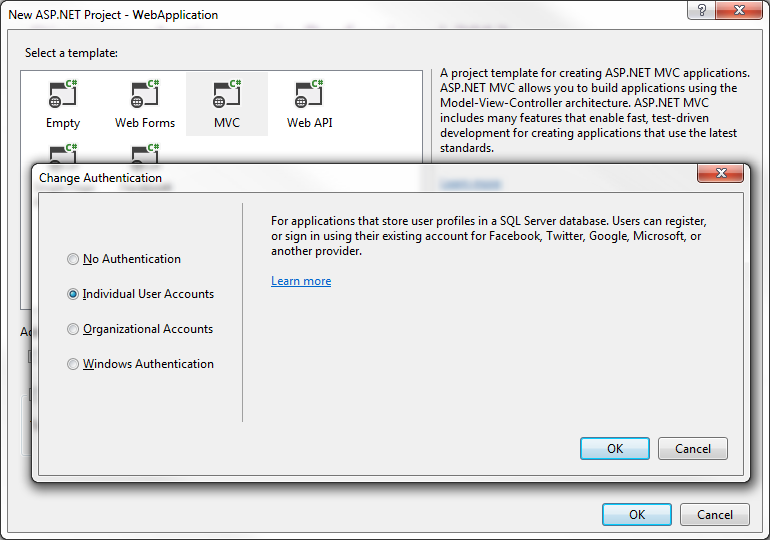 New ASP.NET Project - WebApplication
?
Select a template:
C# C# C# C#
Empty Web Forms MVC Web API
C# C#
A project template for creating ASP.NET MVC applications.
ASP.NET MVC allows you to build applications using the
Model-View-Controller architecture. ASP.NET MVC
includes many features that enable fast, test-driven
development for creating applications that use the latest
standards.
Learn more
Change Authentication
No Authentication
Individual User Accounts
Organizational Accounts
Windows Authentication
For applications that store user profiles in a SQL Server database. Users can register,
or sign in using their existing account for Facebook, Twitter, Google, Microsoft, or
another provider.
Learn more
OK Cancel
OK Cancel